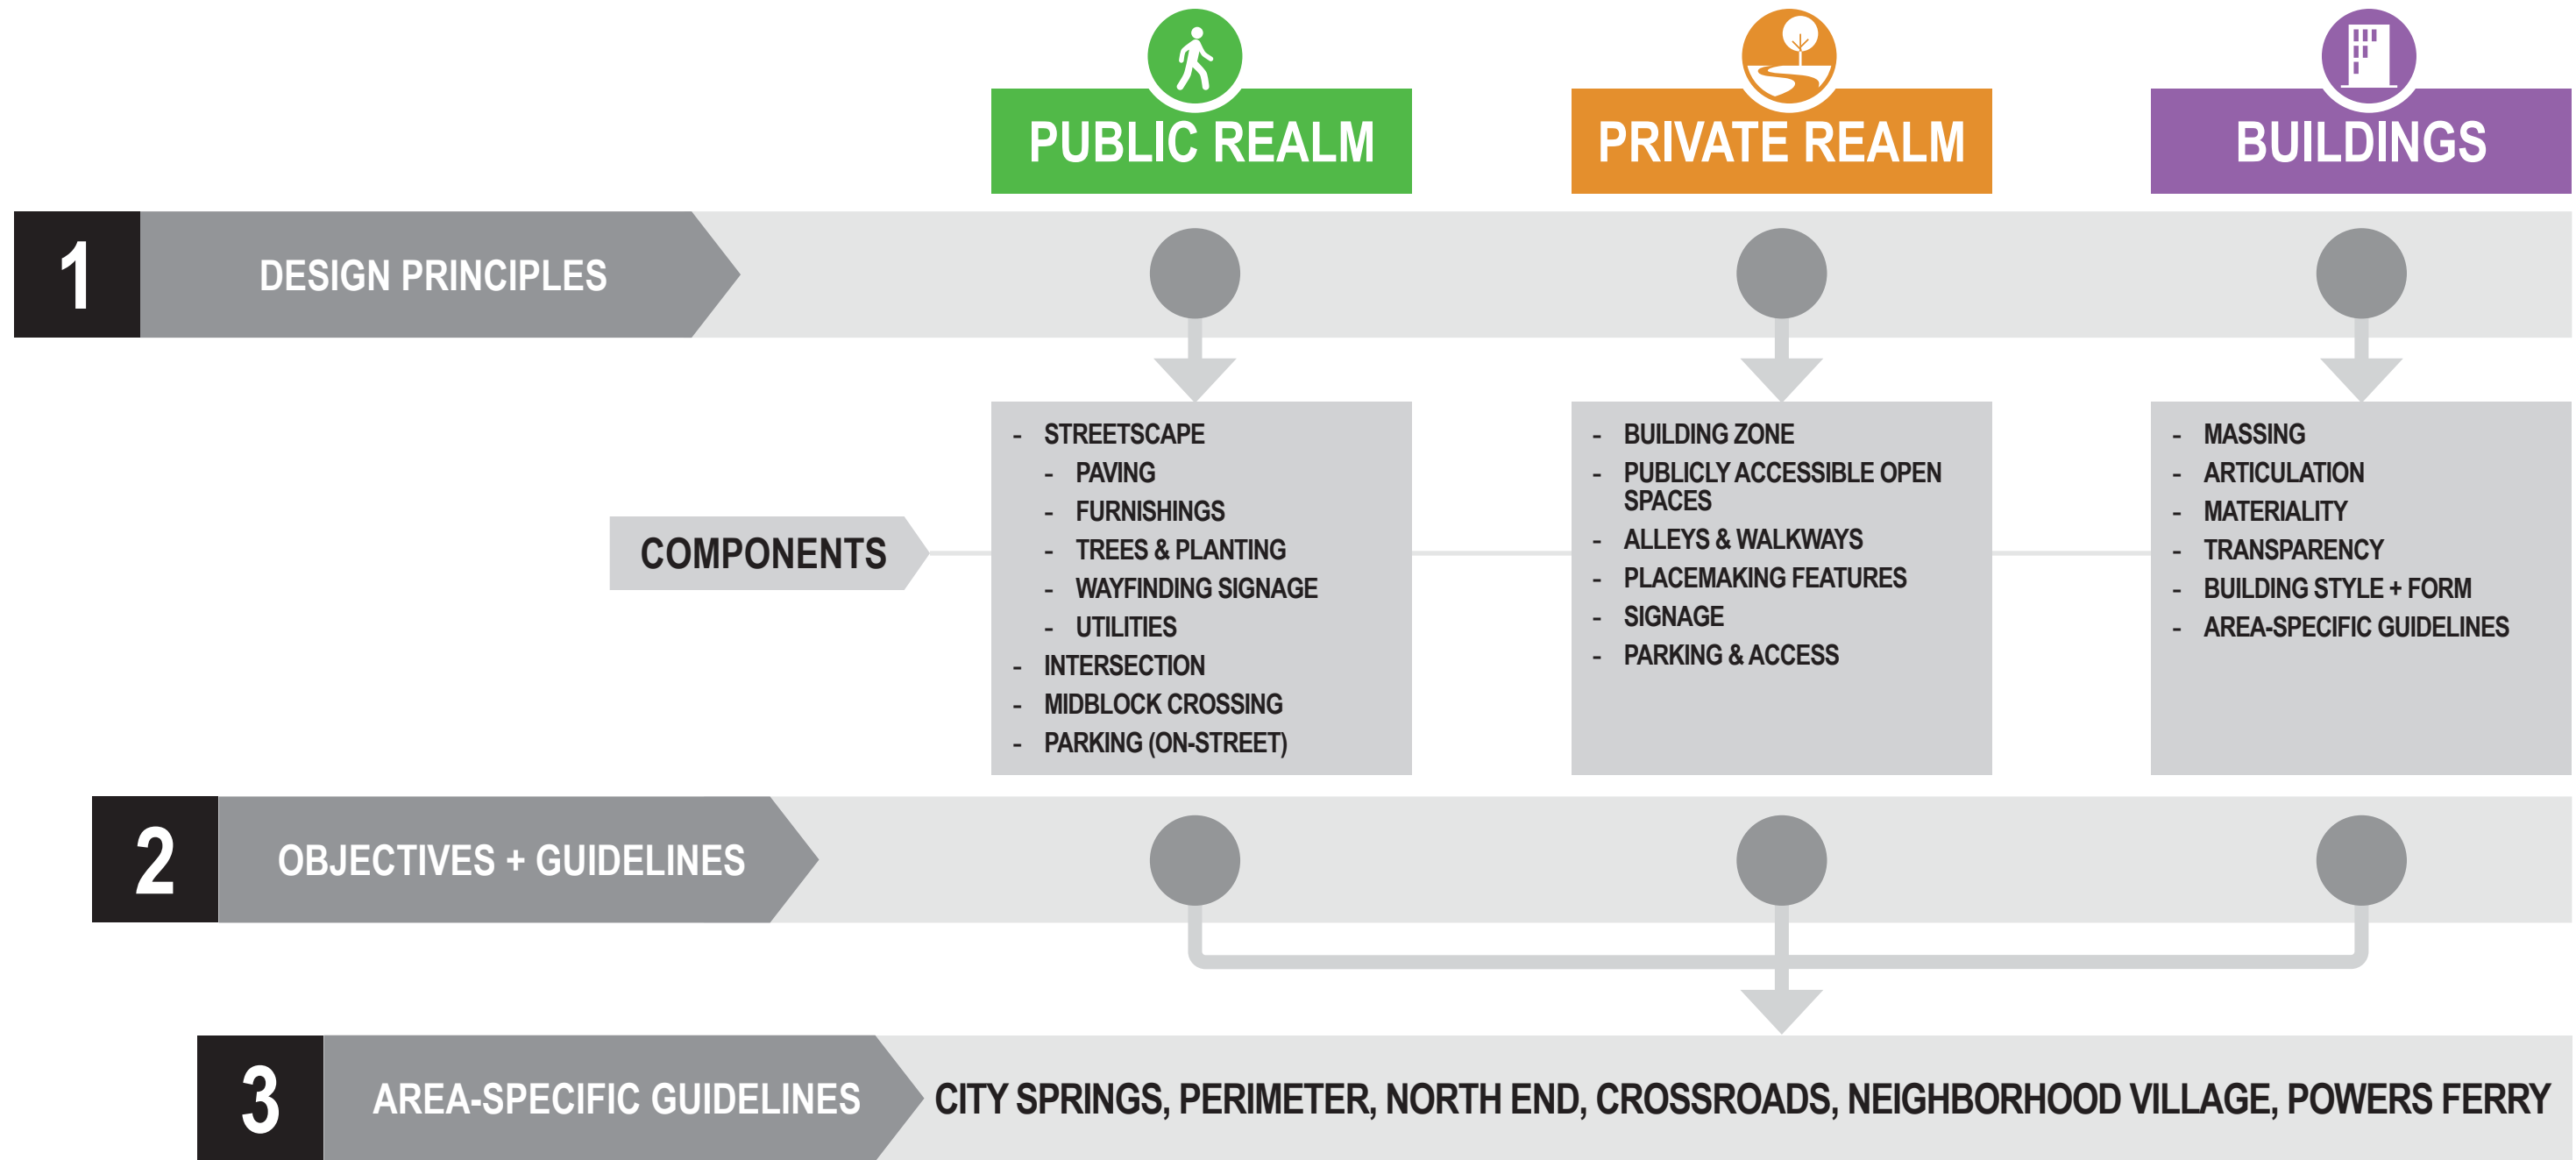 PUBLIC REALM
PRIVATE REALM
BUILDINGS
1
DESIGN PRINCIPLES
COMPONENTS
- STREETSCAPE
- PAVING
- FURNISHINGS
- TREES & PLANTING
- WAYFINDING SIGNAGE
- UTILITIES
- INTERSECTION
- MIDBLOCK CROSSING
- PARKING (ON-STREET)
- BUILDING ZONE
- PUBLICLY ACCESSIBLE OPEN
SPACES
- ALLEYS & WALKWAYS
- PLACEMAKING FEATURES
- SIGNAGE
- PARKING & ACCESS
- MASSING
- ARTICULATION
- MATERIALITY
- TRANSPARENCY
- BUILDING STYLE + FORM
- AREA-SPECIFIC GUIDELINES
2
OBJECTIVES + GUIDELINES
3
AREA-SPECIFIC GUIDELINES
CITY SPRINGS, PERIMETER, NORTH END, CROSSROADS, NEIGHBORHOOD VILLAGE, POWERS FERRY